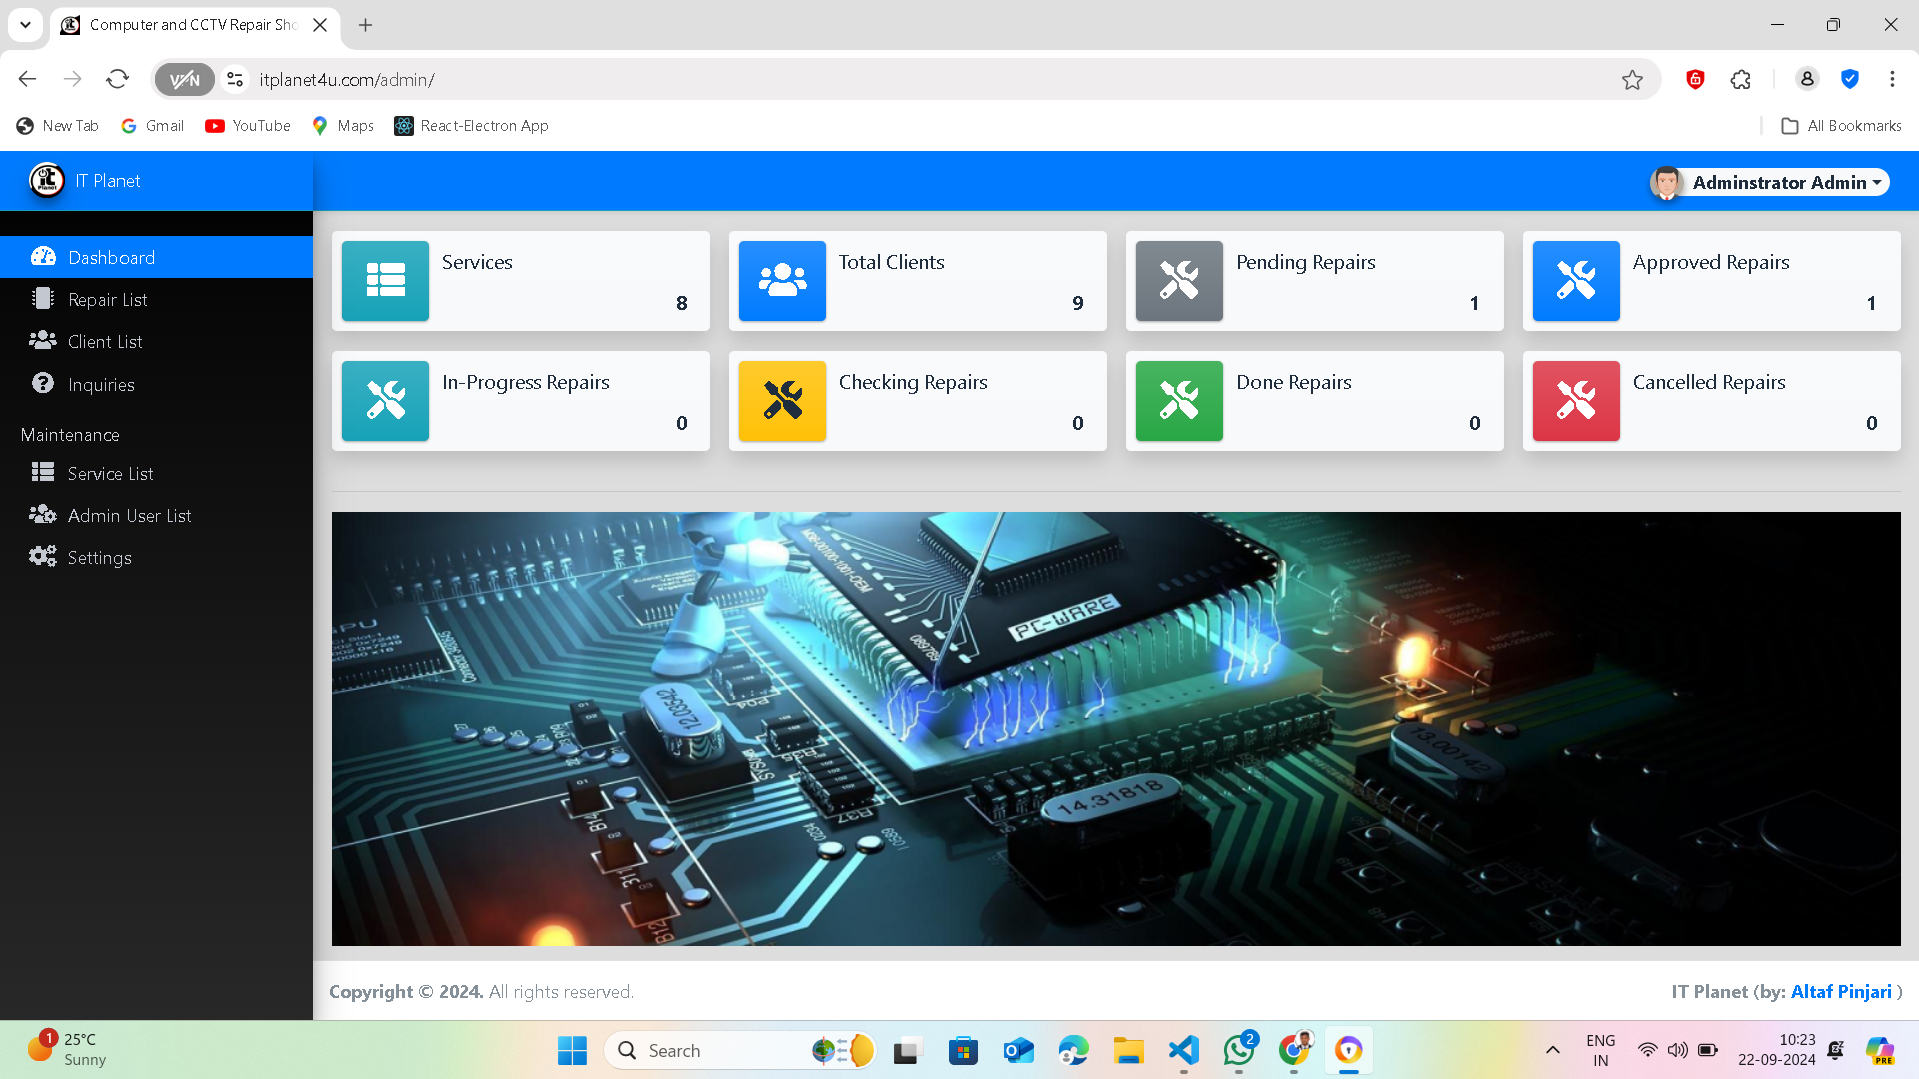 Computer and CCTV Repair Sho
VPN
itplanet4u.com/admin/
New Tab
Gmail
YouTube
Maps
React-Electron App
All Bookmarks
IT Planet
Adminstrator Admin
Dashboard
Repair List
Client List
Inquiries
Maintenance
Service List
Admin User List
Settings
Services
8
Total Clients
9
Pending Repairs
1
Approved Repairs
1
In-Progress Repairs
0
Checking Repairs
0
Done Repairs
0
Cancelled Repairs
0
PC-WARE
12.03542
14.31818
13.00142
Copyright © 2024. All rights reserved.
IT Planet (by: Altaf Pinjari )
1
25°C
Sunny
Search
2
ENG
IN
10:23
22-09-2024
PRE